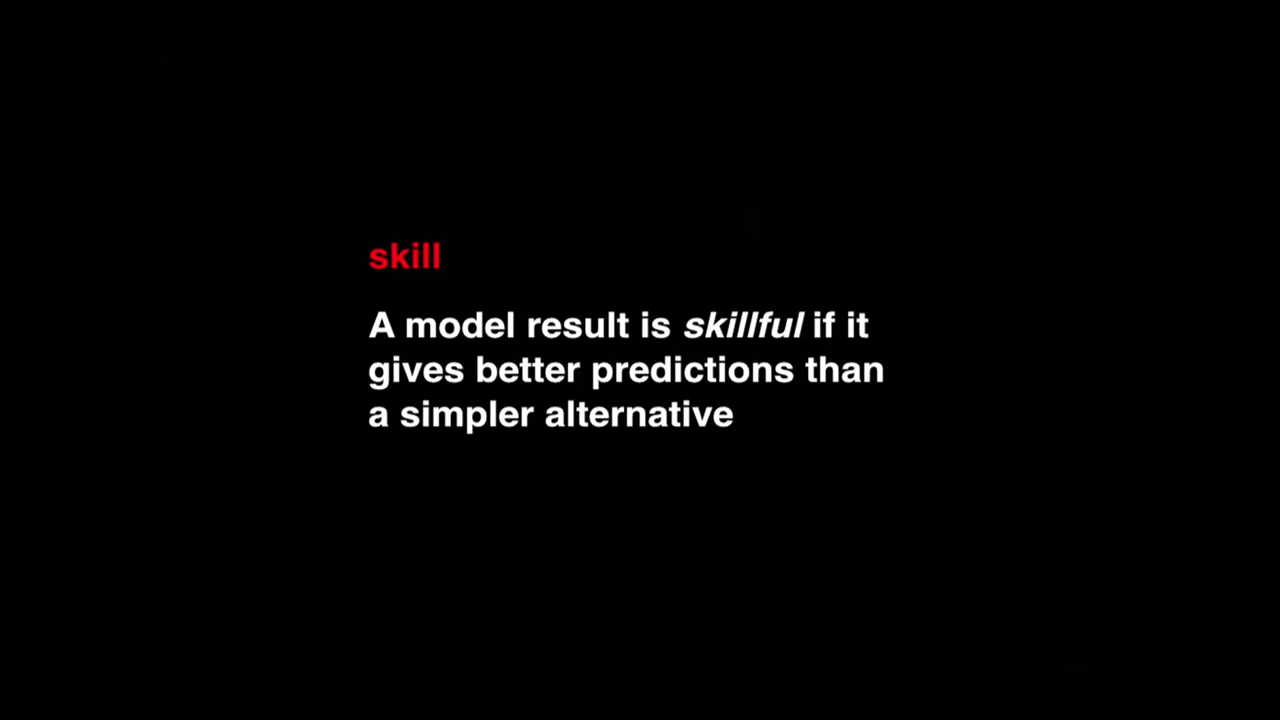 skill
A model result is skillful if it
gives better predictions than
a simpler alternative